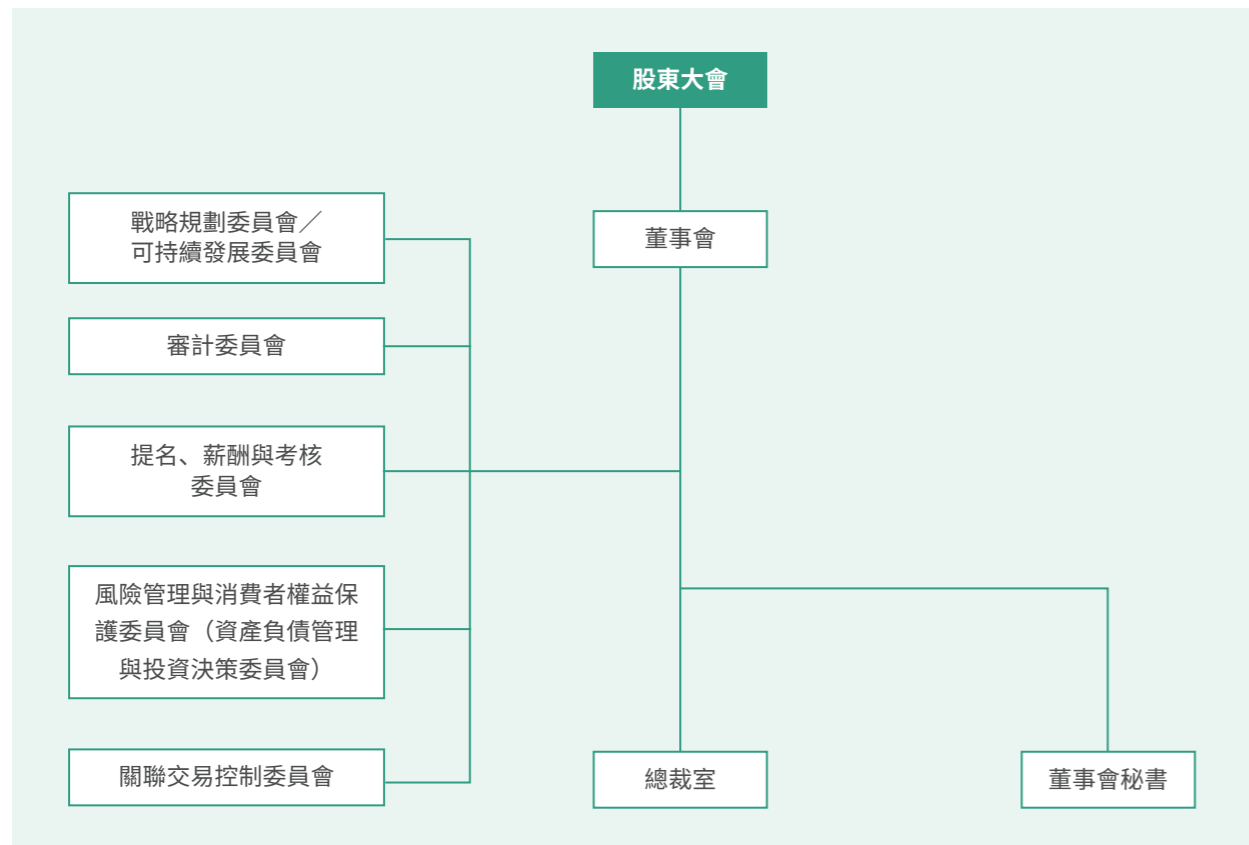 股東大會
董事會
戰略規劃委員會／
可持續發展委員會
審計委員會
提名、薪酬與考核
委員會
風險管理與消費者權益保
護委員會（資產負債管理
與投資決策委員會）
關聯交易控制委員會
總裁室
董事會秘書